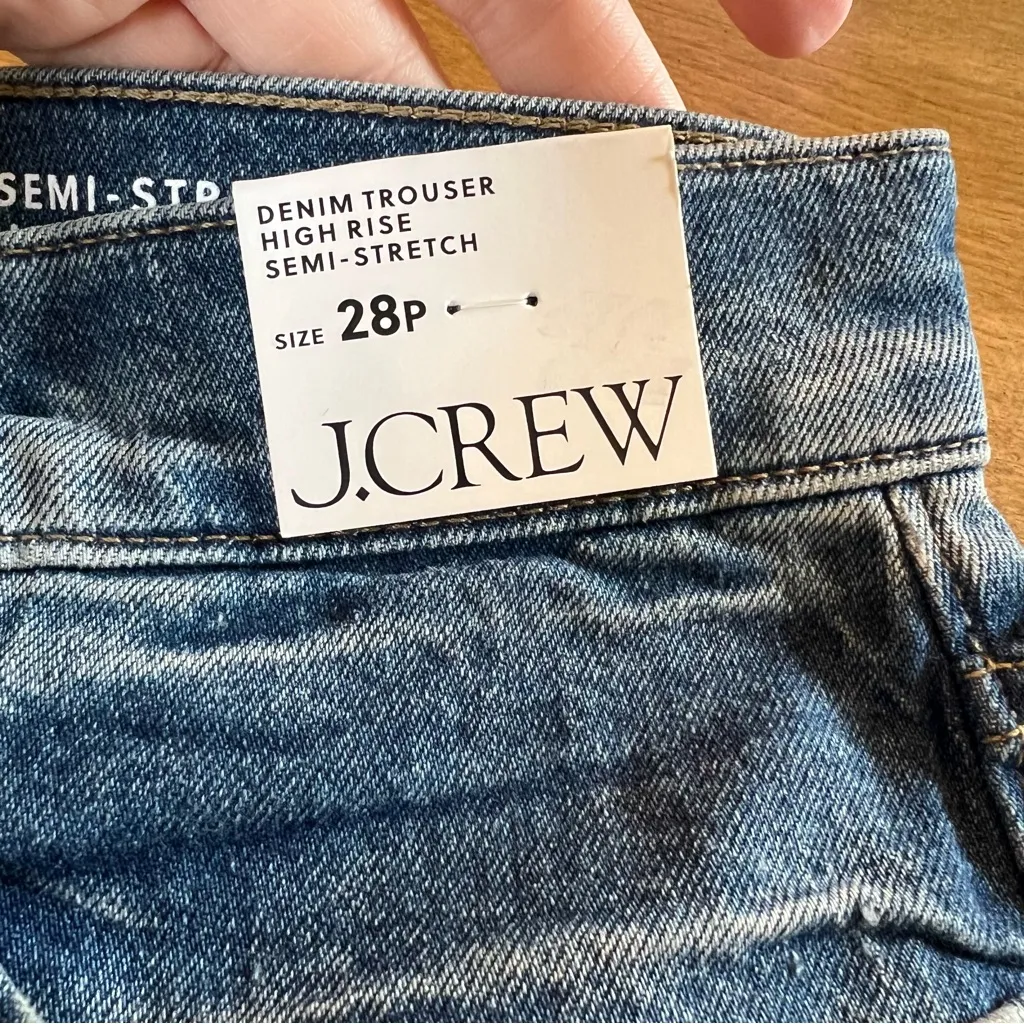 SEMI-STR
DENIM TROUSER
HIGH RISE
SEMI-STRETCH
SIZE 28P
J.CREW